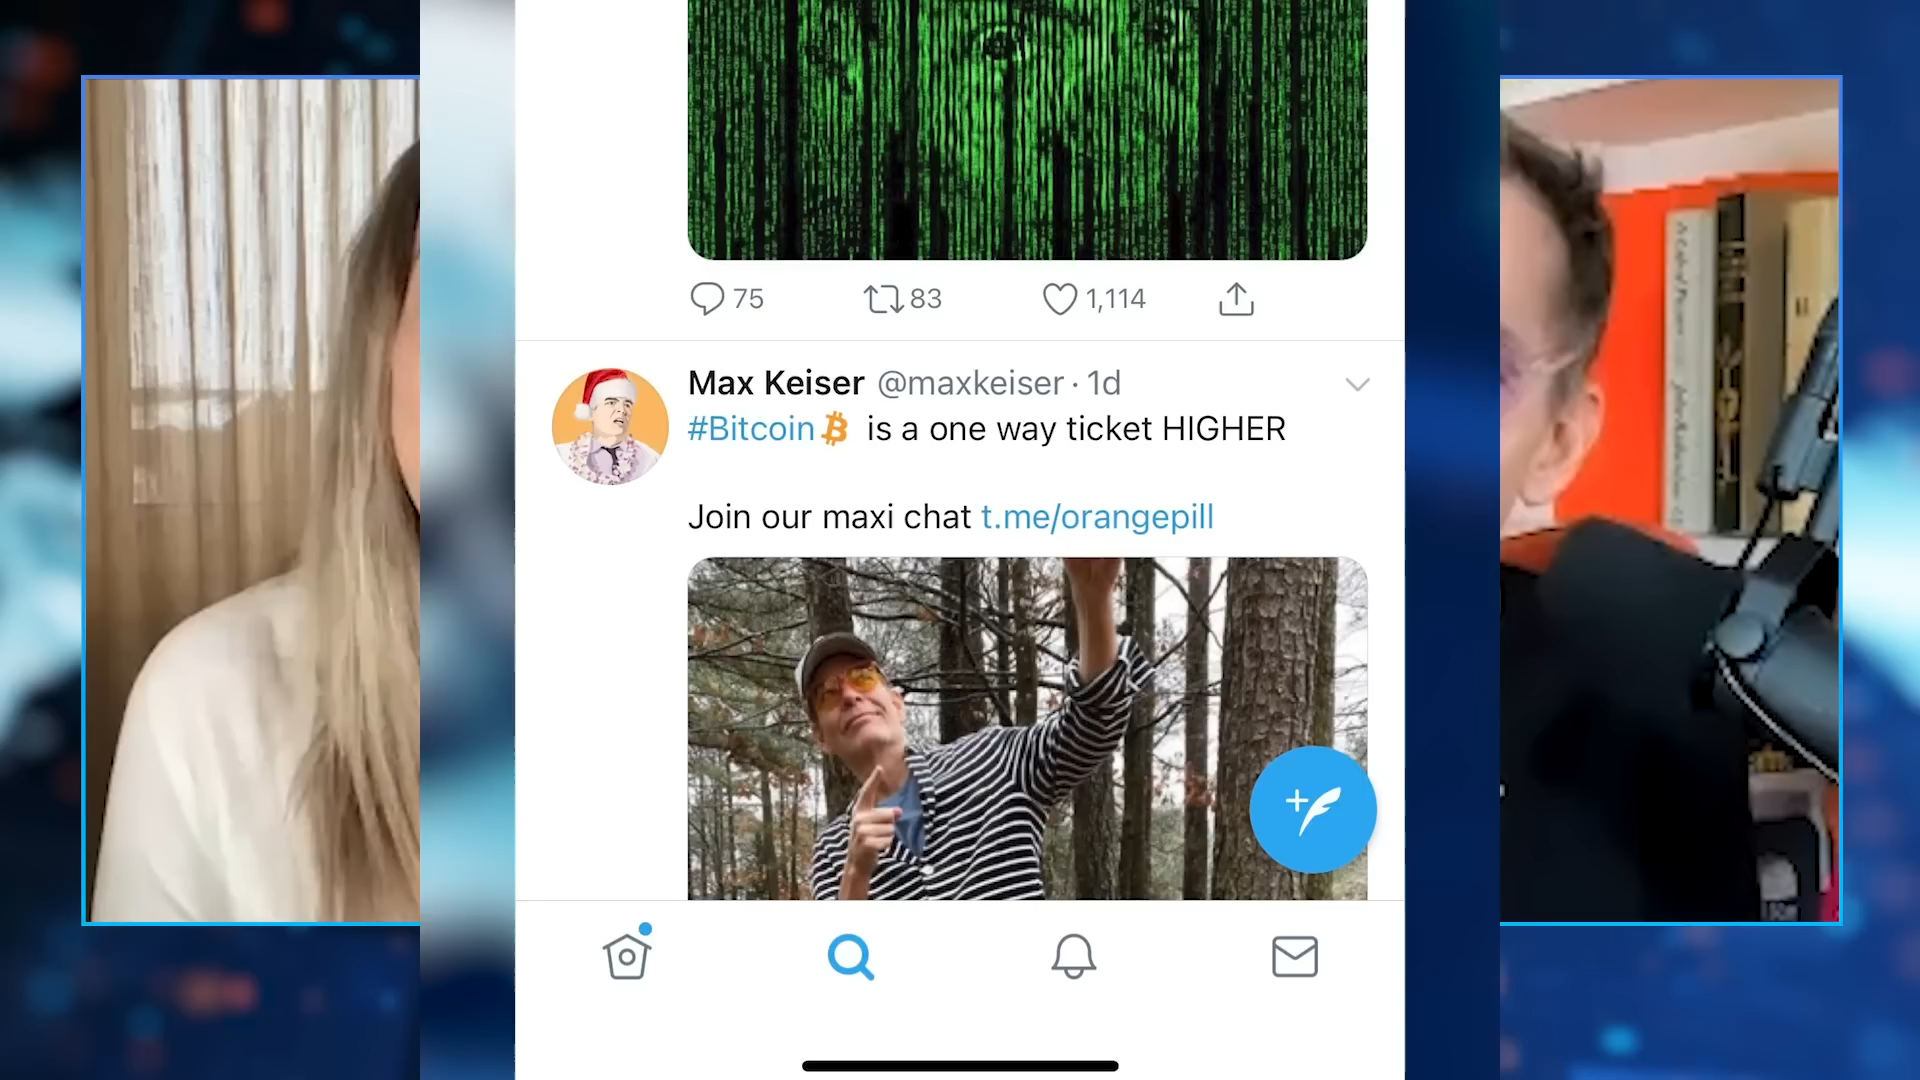 75 83 1,114
Max Keiser @maxkeiser · 1d
#Bitcoin is a one way ticket HIGHER
Join our maxi chat t.me/orangepill